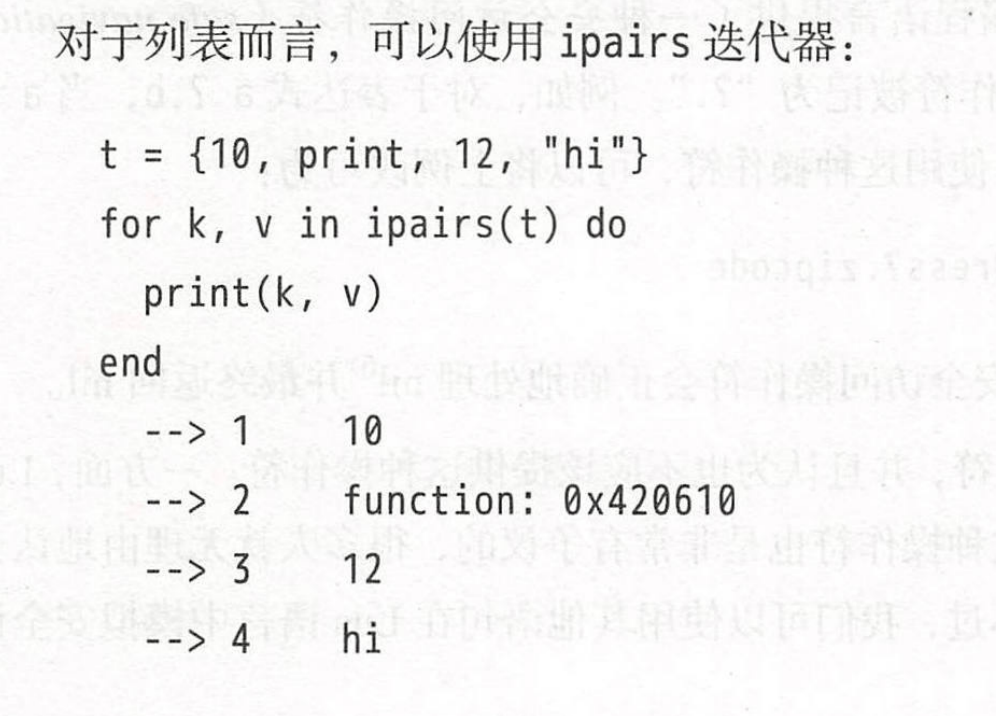 对于列表而言，可以使用 ipairs 迭代器：
t = {10, print, 12, "hi"}
for k, v in ipairs(t) do
  print(k, v)
end
  --> 1    10
  --> 2    function: 0x420610
  --> 3    12
  --> 4    hi